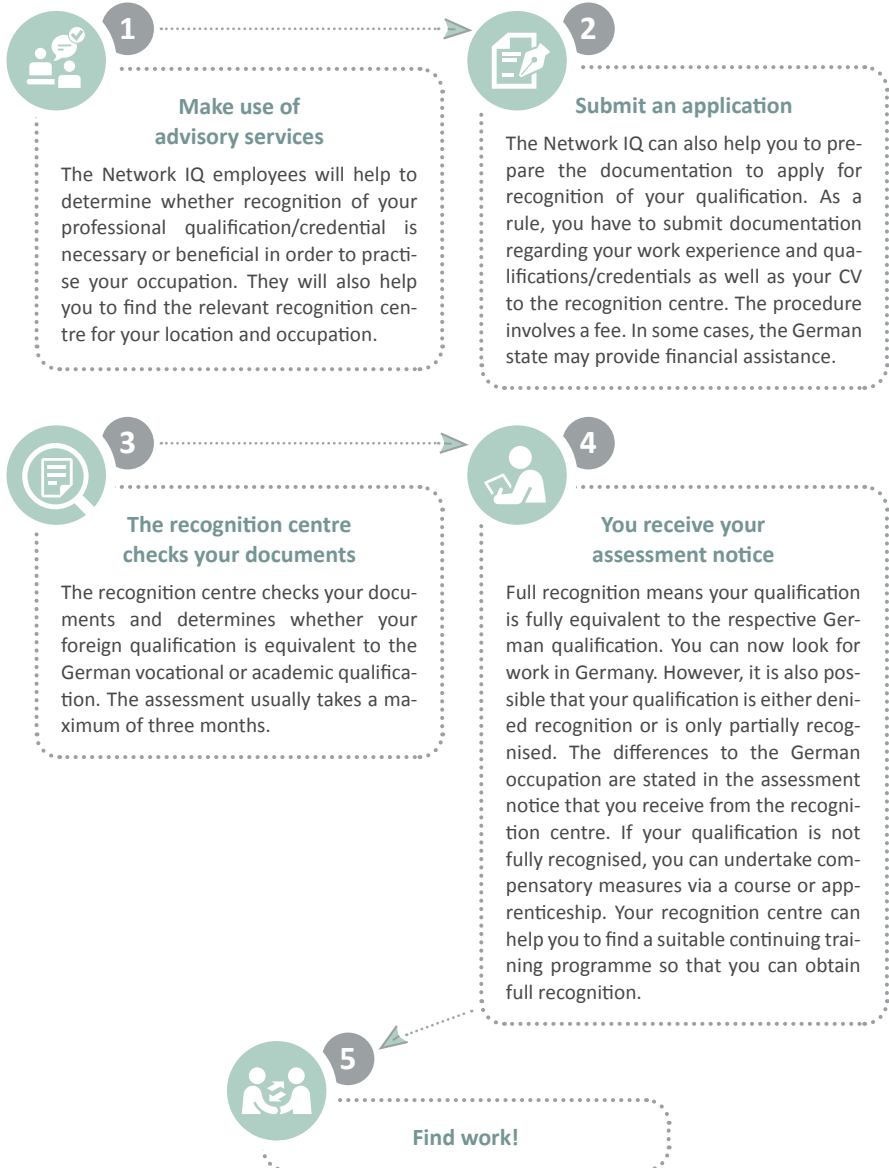 1
Make use of
advisory services
The Network IQ employees will help to
determine whether recognition of your
professional qualification/credential is
necessary or beneficial in order to practi-
se your occupation. They will also help
you to find the relevant recognition cen-
tre for your location and occupation.
2
Submit an application
The Network IQ can also help you to pre-
pare the documentation to apply for
recognition of your qualification. As a
rule, you have to submit documentation
regarding your work experience and qua-
lifications/credentials as well as your CV
to the recognition centre. The procedure
involves a fee. In some cases, the German
state may provide financial assistance.
3
The recognition centre
checks your documents
The recognition centre checks your docu-
ments and determines whether your
foreign qualification is equivalent to the
German vocational or academic qualifica-
tion. The assessment usually takes a ma-
ximum of three months.
4
You receive your
assessment notice
Full recognition means your qualification
is fully equivalent to the respective Ger-
man qualification. You can now look for
work in Germany. However, it is also pos-
sible that your qualification is either deni-
ed recognition or is only partially recog-
nised. The differences to the German
occupation are stated in the assessment
notice that you receive from the recogni-
tion centre. If your qualification is not
fully recognised, you can undertake com-
pensatory measures via a course or app-
renticeship. Your recognition centre can
help you to find a suitable continuing trai-
ning programme so that you can obtain
full recognition.
5
Find work!